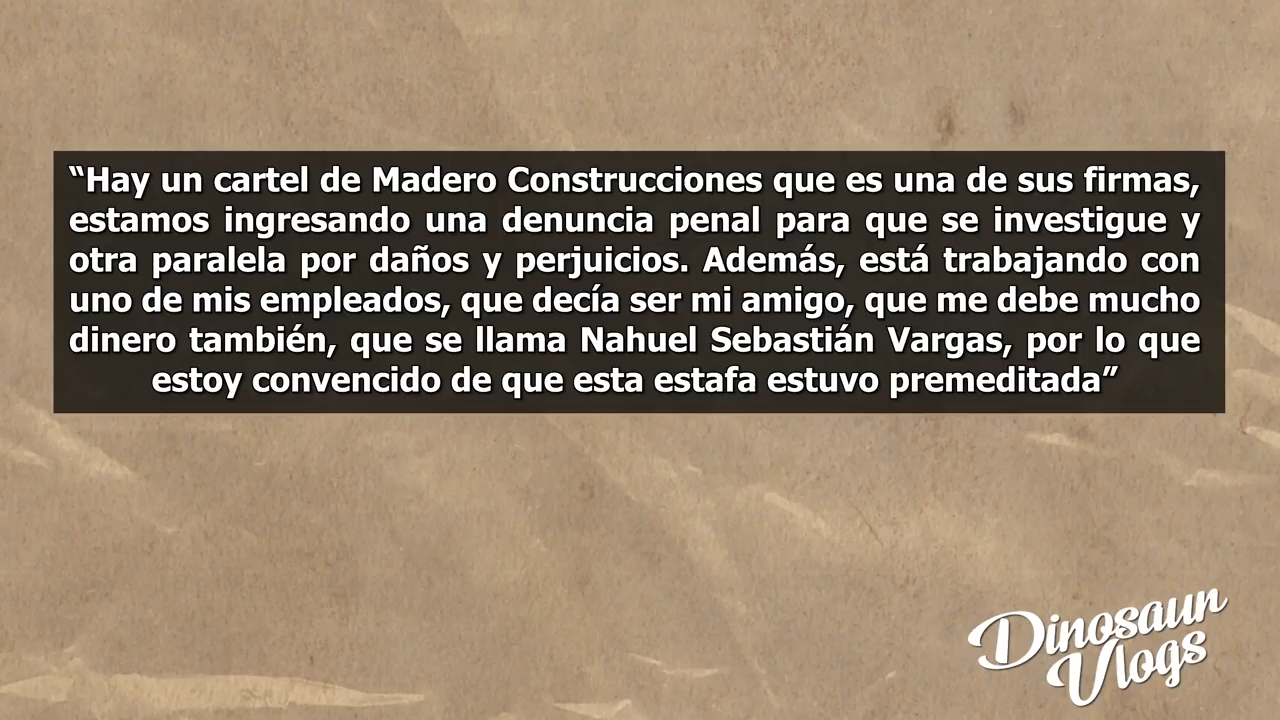 “Hay un cartel de Madero Construcciones que es una de sus firmas,
estamos ingresando una denuncia penal para que se investigue y
otra paralela por daños y perjuicios. Además, está trabajando con
uno de mis empleados, que decía ser mi amigo, que me debe mucho
dinero también, que se llama Nahuel Sebastián Vargas, por lo que
estoy convencido de que esta estafa estuvo premeditada”
Dinosaun
Vlogs